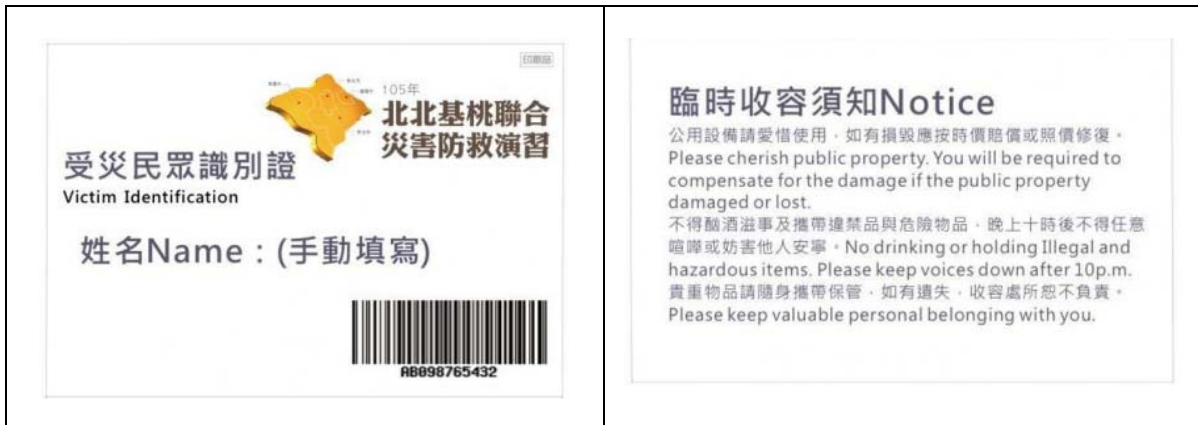 印刷品
105年
北北基桃聯合
災害防救演習
受災民眾識別證
Victim Identification
姓名Name：(手動填寫)
AB098765432
臨時收容須知Notice
公用設備請愛惜使用，如有損毀應按時價賠償或照價修復。
Please cherish public property. You will be required to
compensate for the damage if the public property
damaged or lost.
不得酗酒滋事及攜帶違禁品與危險物品，晚上十時後不得任意
喧嘩或妨害他人安寧。No drinking or holding Illegal and
hazardous items. Please keep voices down after 10p.m.
貴重物品請隨身攜帶保管，如有遺失，收容處所恕不負責。
Please keep valuable personal belonging with you.